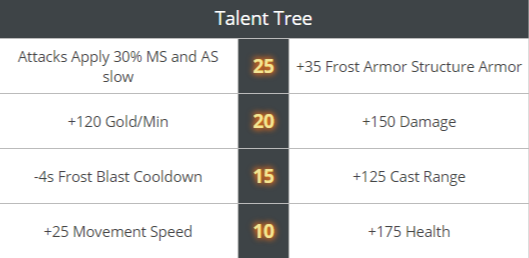 Talent Tree
Attacks Apply 30% MS and AS
slow
25
+35 Frost Armor Structure Armor
+120 Gold/Min
20
+150 Damage
-4s Frost Blast Cooldown
15
+125 Cast Range
+25 Movement Speed
10
+175 Health